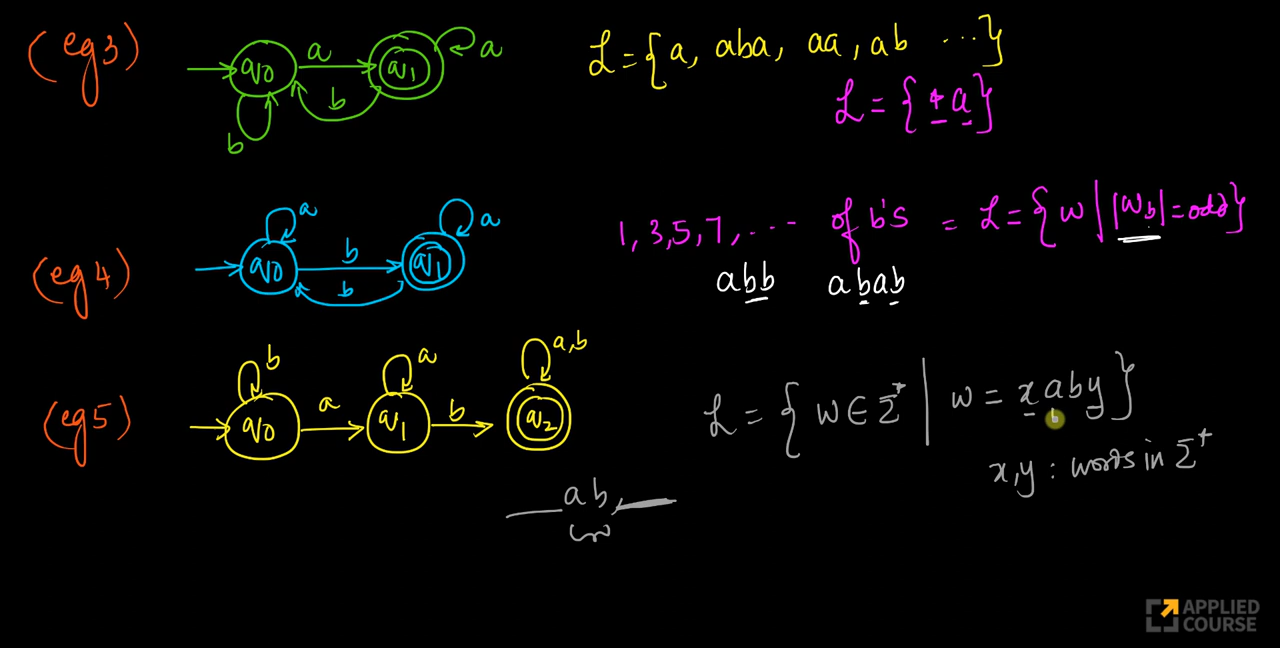 (eg3)
q0 a q1 a
b b
L = {a, aba, aa, ab ...}
L = { * a }
(eg4)
q0 a b q1 a
b
1, 3, 5, 7, ... of b's = L = { w | |wb| = odd }
abb abab
(eg5)
q0 b a q1 a b q2 a,b
L = { w ∈ Σ* | w = x a b y }
x, y : words in Σ*
ab
b
APPLIED
COURSE